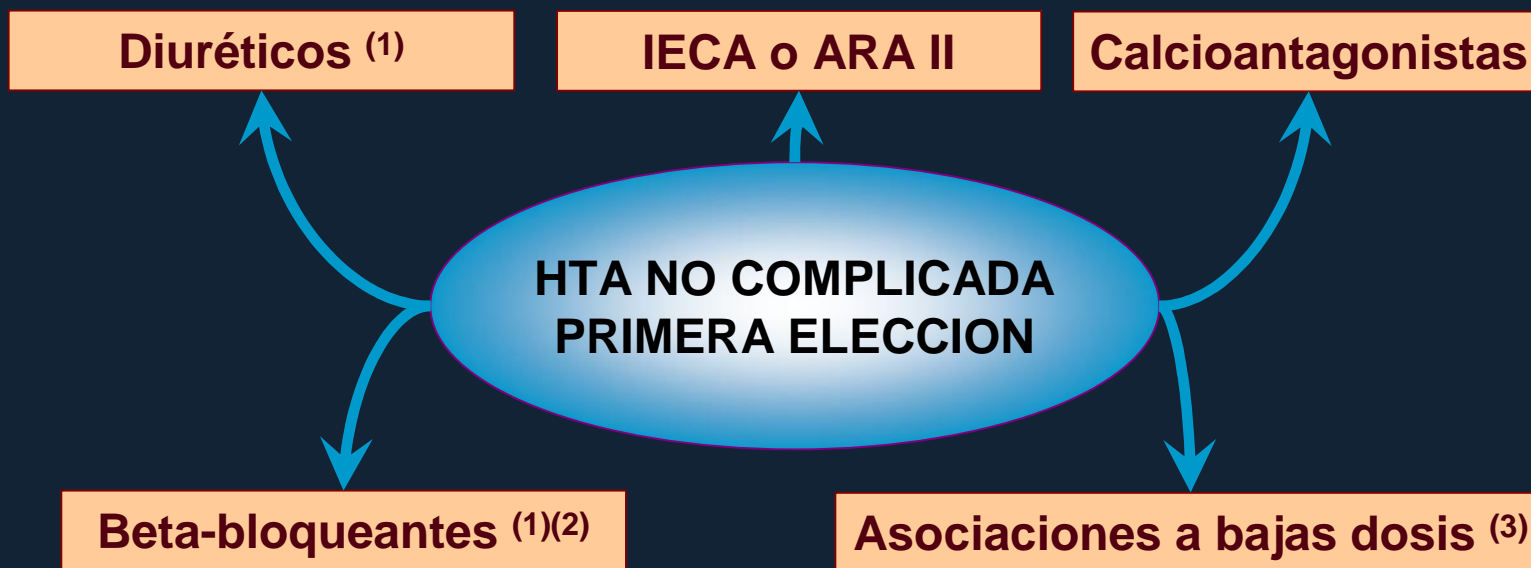 Diuréticos (1)
IECA o ARA II
Calcioantagonistas
HTA NO COMPLICADA
PRIMERA ELECCION
Beta-bloqueantes (1)(2)
Asociaciones a bajas dosis (3)